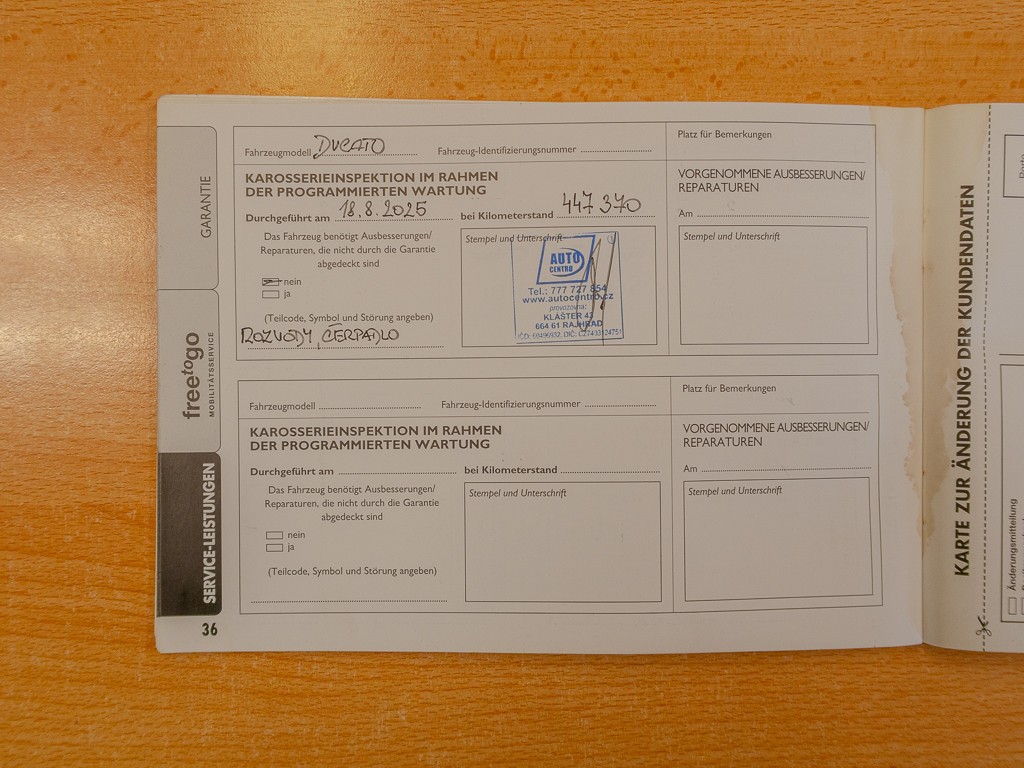 GARANTIE
freetogo
MOBILITÄTSSERVICE
SERVICE-LEISTUNGEN
Fahrzeugmodell DUCATO Fahrzeug-Identifizierungsnummer
Platz für Bemerkungen
KAROSSERIEINSPEKTION IM RAHMEN
DER PROGRAMMIERTEN WARTUNG
Durchgeführt am 18.8.2025 bei Kilometerstand 447 370
Das Fahrzeug benötigt Ausbesserungen/
Reparaturen, die nicht durch die Garantie
abgedeckt sind
nein
ja
(Teilcode, Symbol und Störung angeben)
ROZVODY, ČERPADLO
Stempel und Unterschrift
AUTO
CENTRO
Tel.: 777 727 854
www.autocentro.cz
provozovna:
KLÁŠTER 43
664 61 RAJHRAD
VORGENOMMENE AUSBESSERUNGEN/
REPARATUREN
Am
Stempel und Unterschrift
Fahrzeugmodell Fahrzeug-Identifizierungsnummer
Platz für Bemerkungen
KAROSSERIEINSPEKTION IM RAHMEN
DER PROGRAMMIERTEN WARTUNG
Durchgeführt am bei Kilometerstand
Das Fahrzeug benötigt Ausbesserungen/
Reparaturen, die nicht durch die Garantie
abgedeckt sind
nein
ja
(Teilcode, Symbol und Störung angeben)
Stempel und Unterschrift
VORGENOMMENE AUSBESSERUNGEN/
REPARATUREN
Am
Stempel und Unterschrift
36
KARTE ZUR ÄNDERUNG DER KUNDENDATEN
Änderungsmitteilung